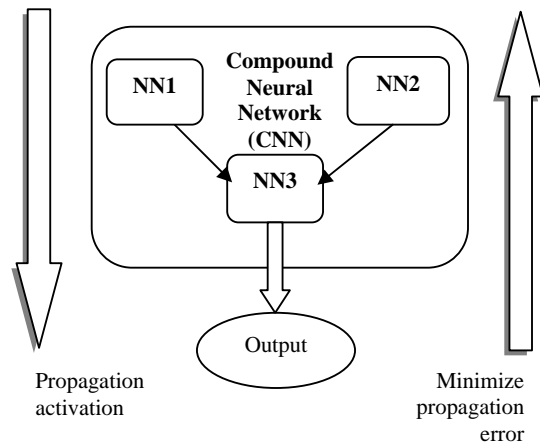 Compound
Neural
Network
(CNN)
NN1
NN2
NN3
Output
Propagation
activation
Minimize
propagation
error